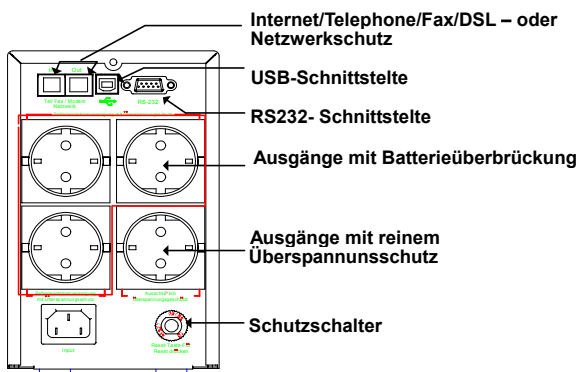 Internet/Telephone/Fax/DSL – oder
Netzwerkschutz
Out
USB-Schnittstelte
Tel/ Fax / Modem
Netzwerk
RS-232
RS232- Schnittstelte
Ausgänge mit Batterieüberbrückung
Ausgänge mit reinem
Überspannunsschutz
Schutzschalter
Input